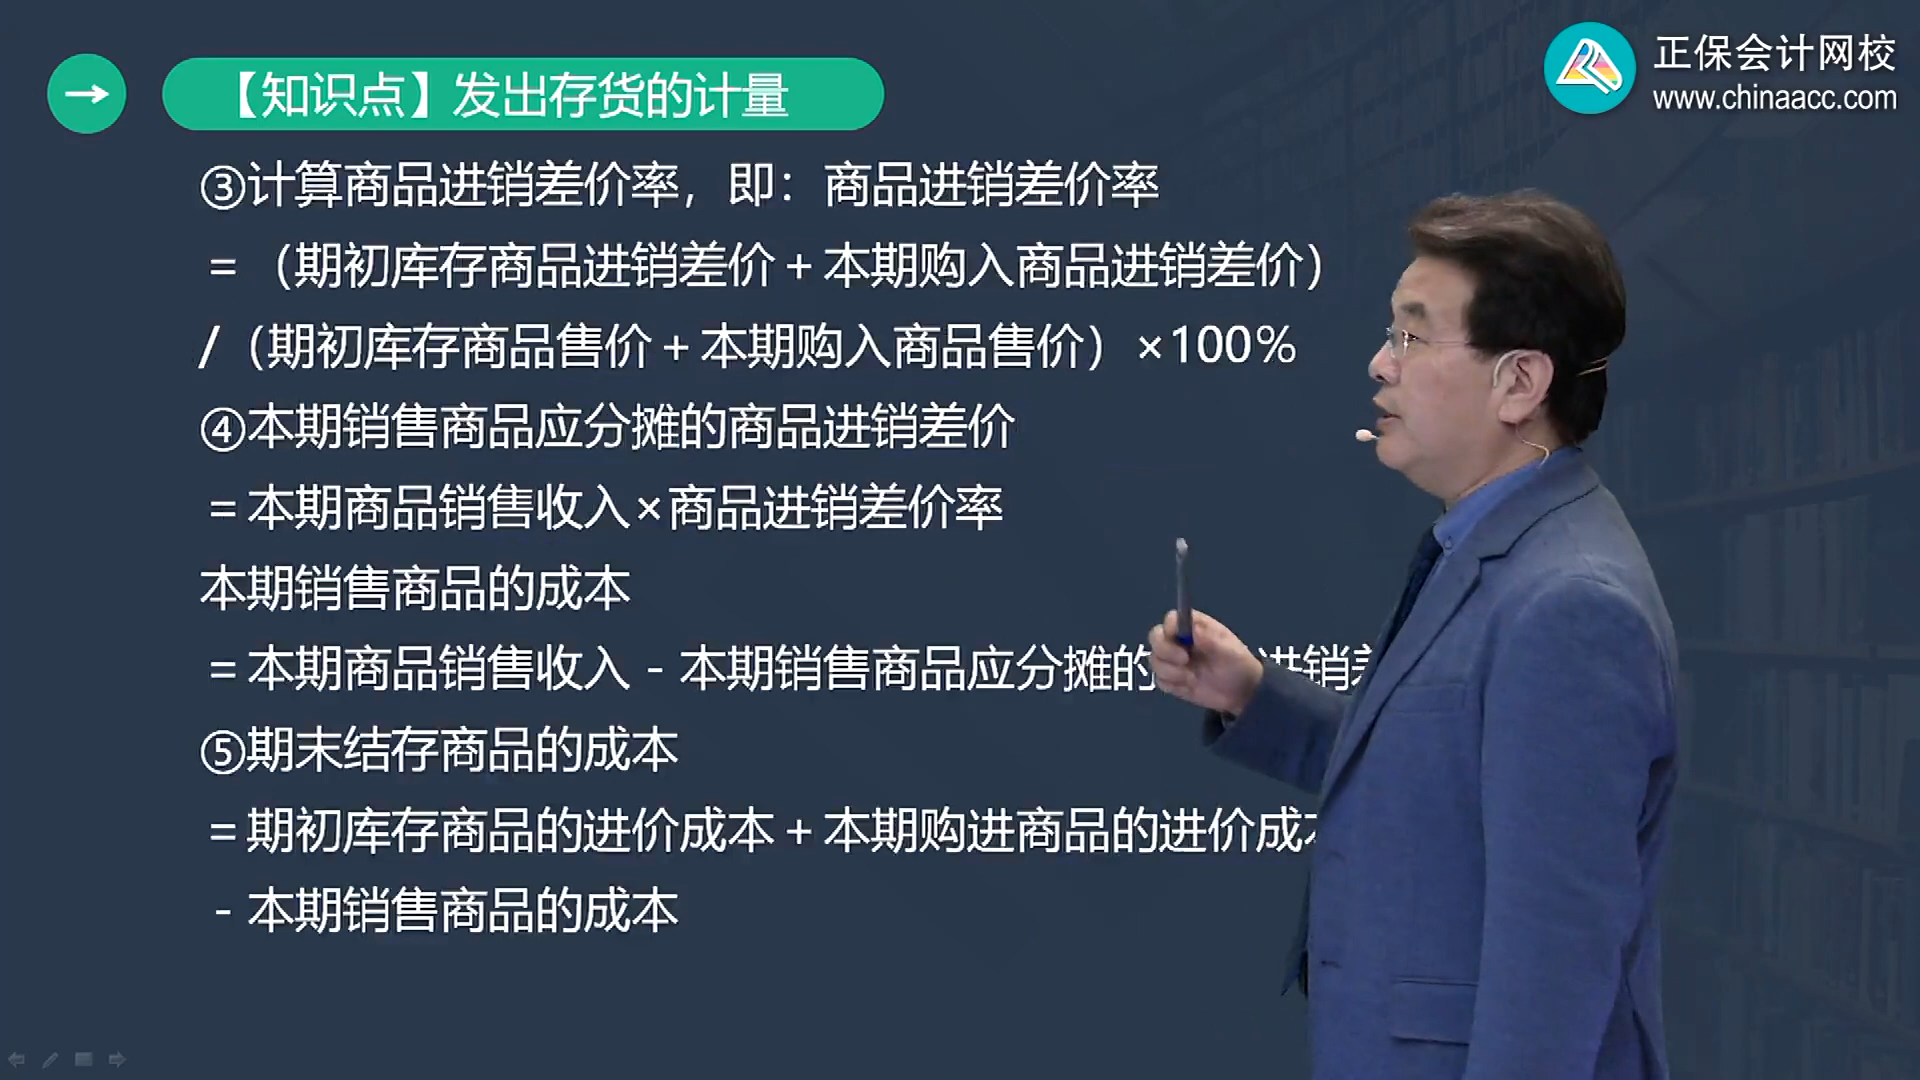 正保会计网校
www.chinaacc.com
【知识点】发出存货的计量
③计算商品进销差价率，即：商品进销差价率
＝（期初库存商品进销差价＋本期购入商品进销差价）
/（期初库存商品售价＋本期购入商品售价）×100%
④本期销售商品应分摊的商品进销差价
＝本期商品销售收入×商品进销差价率
本期销售商品的成本
＝本期商品销售收入－本期销售商品应分摊的 进销
⑤期末结存商品的成本
＝期初库存商品的进价成本＋本期购进商品的进价成
－本期销售商品的成本